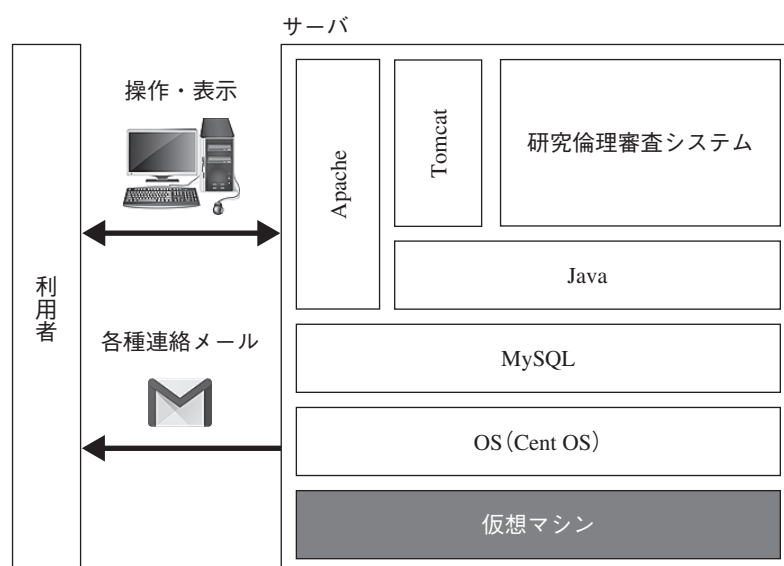 サーバ
操作・表示
利用者
各種連絡メール
Apache
Tomcat
研究倫理審査システム
Java
MySQL
OS（Cent OS）
仮想マシン